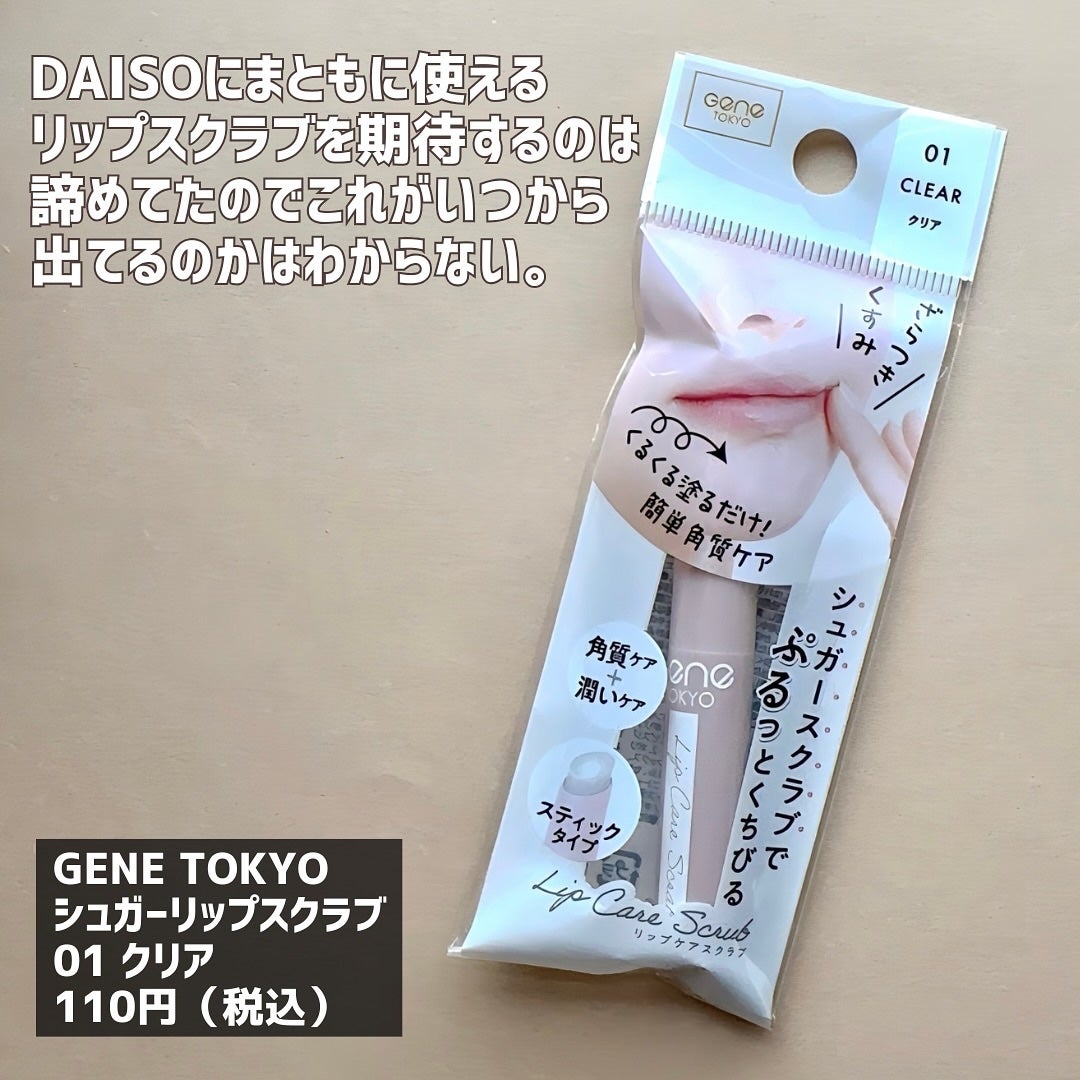 DAISOにまともに使える
リップスクラブを期待するのは
諦めてたのでこれがいつから
出てるのかはわからない。
Gene
TOKYO
01
CLEAR
クリア
ざらつき
くすみ
くるくる塗るだけ!
簡単角質ケア
シュガースクラブで
ぷるっとくちびる
角質ケア
+
潤いケア
ene
OKYO
Lip Care Scrub
スティック
タイプ
Lip Care Scrub
リップケアスクラブ
GENE TOKYO
シュガーリップスクラブ
01 クリア
110円（税込）